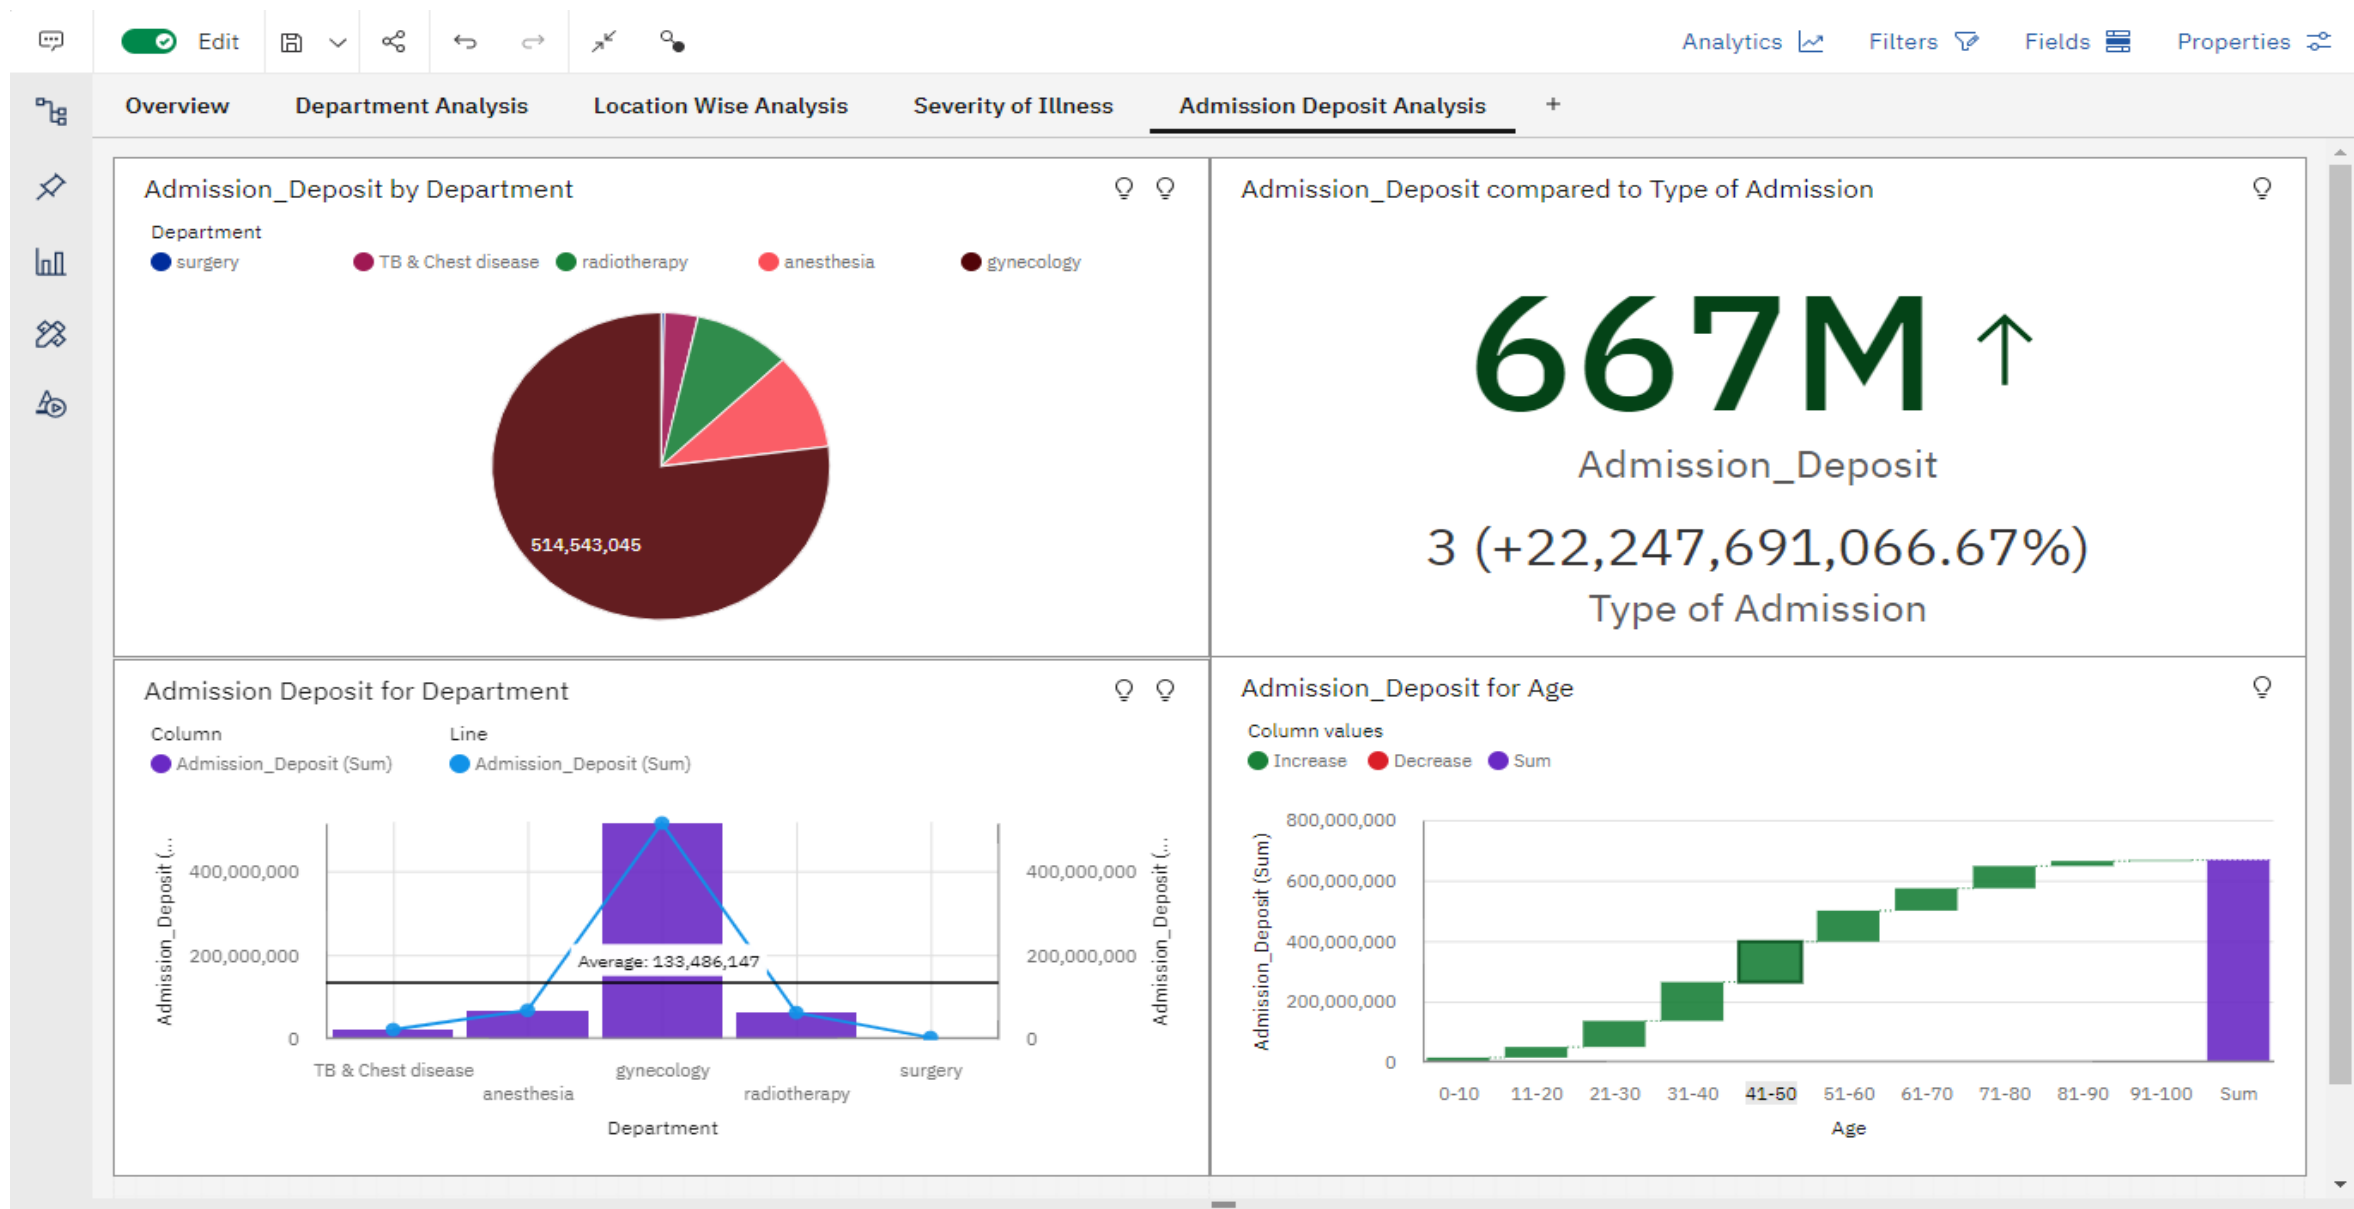 Edit
Analytics Filters Fields Properties
Overview Department Analysis Location Wise Analysis Severity of Illness Admission Deposit Analysis +
Admission_Deposit by Department
Department
surgery TB & Chest disease radiotherapy anesthesia gynecology
514,543,045
Admission_Deposit compared to Type of Admission
667M ↑
Admission_Deposit
3 (+22,247,691,066.67%)
Type of Admission
Admission Deposit for Department
Column Line
Admission_Deposit (Sum) Admission_Deposit (Sum)
Admission_Deposit (...
400,000,000
200,000,000
0
Average: 133,486,147
400,000,000
200,000,000
0
Admission_Deposit (...
TB & Chest disease gynecology surgery
anesthesia radiotherapy
Department
Admission_Deposit for Age
Column values
Increase Decrease Sum
Admission_Deposit (Sum)
800,000,000
600,000,000
400,000,000
200,000,000
0
0-10 11-20 21-30 31-40 41-50 51-60 61-70 71-80 81-90 91-100 Sum
Age